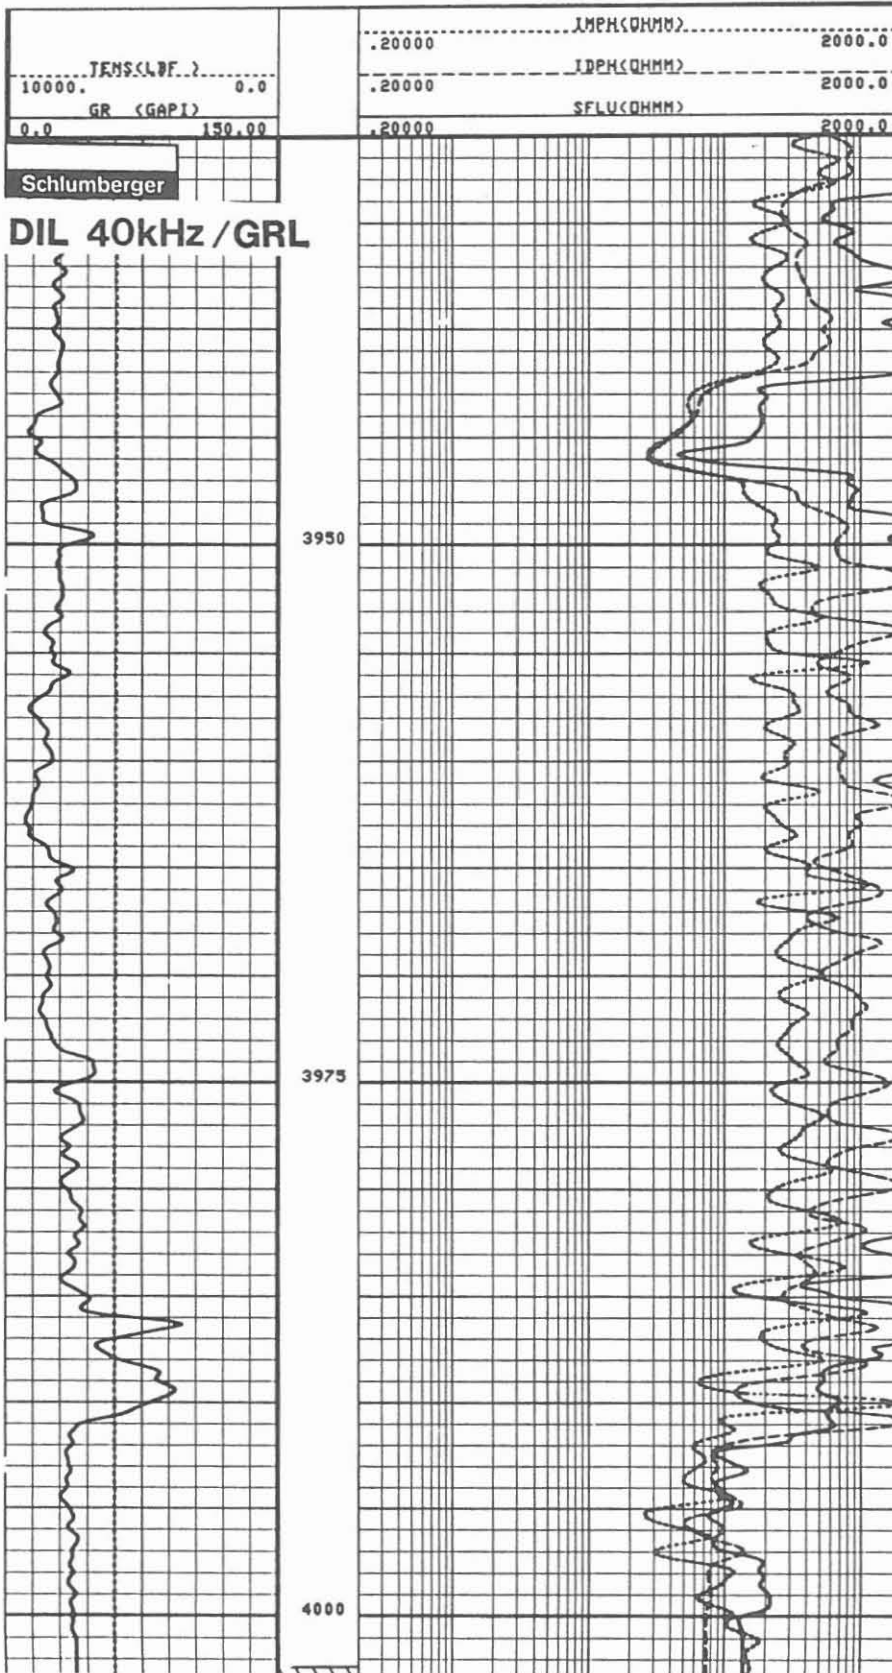 IMPH(OHMM)
.20000 2000.0
TENS(LBF ) IDPH(OHMM)
10000. 0.0 .20000 2000.0
GR (GAPI) SFLU(OHMM)
0.0 150.00 .20000 2000.0
Schlumberger
DIL 40kHz/GRL
3950
3975
4000